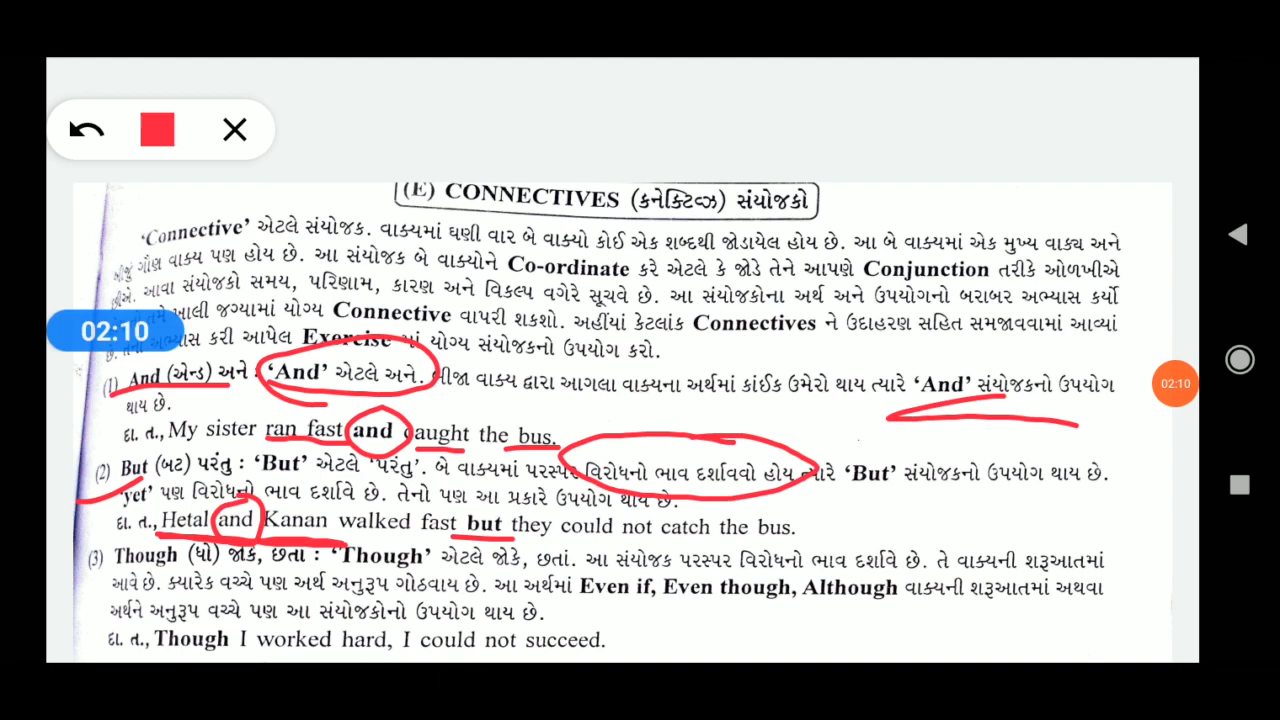 (E) CONNECTIVES (કનેક્ટિવ્ઝ) સંયોજકો
‘Connective’ એટલે સંયોજક. વાક્યમાં ઘણી વાર બે વાક્યો કોઈ એક શબ્દથી જોડાયેલ હોય છે. આ બે વાક્યમાં એક મુખ્ય વાક્ય અને
બીજું ગૌણ વાક્ય પણ હોય છે. આ સંયોજક બે વાક્યોને Co-ordinate કરે એટલે કે જોડે તેને આપણે Conjunction તરીકે ઓળખીએ
છીએ. આવા સંયોજકો સમય, પરિણામ, કારણ અને વિકલ્પ વગેરે સૂચવે છે. આ સંયોજકોના અર્થ અને ઉપયોગનો બરાબર અભ્યાસ કર્યો
તમે ખાલી જગ્યામાં યોગ્ય Connective વાપરી શકશો. અહીંયાં કેટલાંક Connectives ને ઉદાહરણ સહિત સમજાવવામાં આવ્યાં
02:10
છે. તેનો અભ્યાસ કરી આપેલ Exercise માં યોગ્ય સંયોજકનો ઉપયોગ કરો.
(1) And (એન્ડ) અને : ‘And’ એટલે અને. બીજા વાક્ય દ્વારા આગલા વાક્યના અર્થમાં કાંઈક ઉમેરો થાય ત્યારે ‘And’ સંયોજકનો ઉપયોગ
થાય છે.
02:10
દા. ત., My sister ran fast and caught the bus.
(2) But (બટ) પરંતુ : ‘But’ એટલે ‘પરંતુ’. બે વાક્યમાં પરસ્પર વિરોધનો ભાવ દર્શાવવો હોય ત્યારે ‘But’ સંયોજકનો ઉપયોગ થાય છે.
‘yet’ પણ વિરોધનો ભાવ દર્શાવે છે. તેનો પણ આ પ્રકારે ઉપયોગ થાય છે.
દા. ત., Hetal and Kanan walked fast but they could not catch the bus.
(3) Though (ધો) જોકે, છતા : ‘Though’ એટલે જોકે, છતાં. આ સંયોજક પરસ્પર વિરોધનો ભાવ દર્શાવે છે. તે વાક્યની શરૂઆતમાં
આવે છે. ક્યારેક વચ્ચે પણ અર્થ અનુરૂપ ગોઠવાય છે. આ અર્થમાં Even if, Even though, Although વાક્યની શરૂઆતમાં અથવા
અર્થને અનુરૂપ વચ્ચે પણ આ સંયોજકોનો ઉપયોગ થાય છે.
દા. ત., Though I worked hard, I could not succeed.